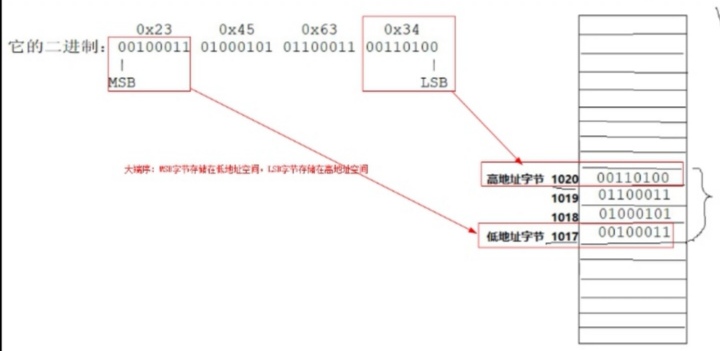 0x23 0x45 0x63 0x34
它的二进制：00100011 01000101 01100011 00110100
MSB LSB
大端序：MSB字节存储在低地址空间，LSB字节存储在高地址空间
高地址字节 1020 00110100
1019 01100011
1018 01000101
低地址字节 1017 00100011